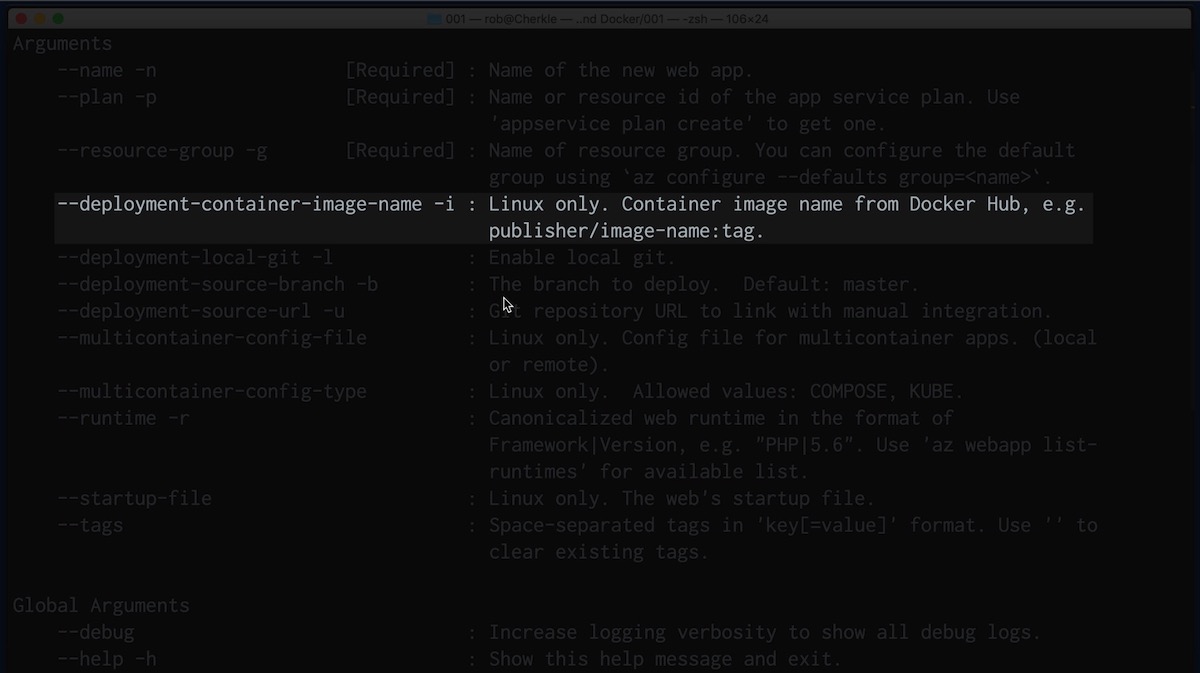 001 — rob@Cherkle — ..nd Docker/001 — -zsh — 106×24
Arguments
--name -n [Required] : Name of the new web app.
--plan -p [Required] : Name or resource id of the app service plan. Use
'appservice plan create' to get one.
--resource-group -g [Required] : Name of resource group. You can configure the default
group using `az configure --defaults group=<name>`.
--deployment-container-image-name -i : Linux only. Container image name from Docker Hub, e.g.
publisher/image-name:tag.
--deployment-local-git -l : Enable local git.
--deployment-source-branch -b : The branch to deploy. Default: master.
--deployment-source-url -u : Git repository URL to link with manual integration.
--multicontainer-config-file : Linux only. Config file for multicontainer apps. (local
or remote).
--multicontainer-config-type : Linux only. Allowed values: COMPOSE, KUBE.
--runtime -r : Canonicalized web runtime in the format of
Framework|Version, e.g. "PHP|5.6". Use 'az webapp list-
runtimes' for available list.
--startup-file : Linux only. The web's startup file.
--tags : Space-separated tags in 'key[=value]' format. Use '' to
clear existing tags.
Global Arguments
--debug : Increase logging verbosity to show all debug logs.
--help -h : Show this help message and exit.